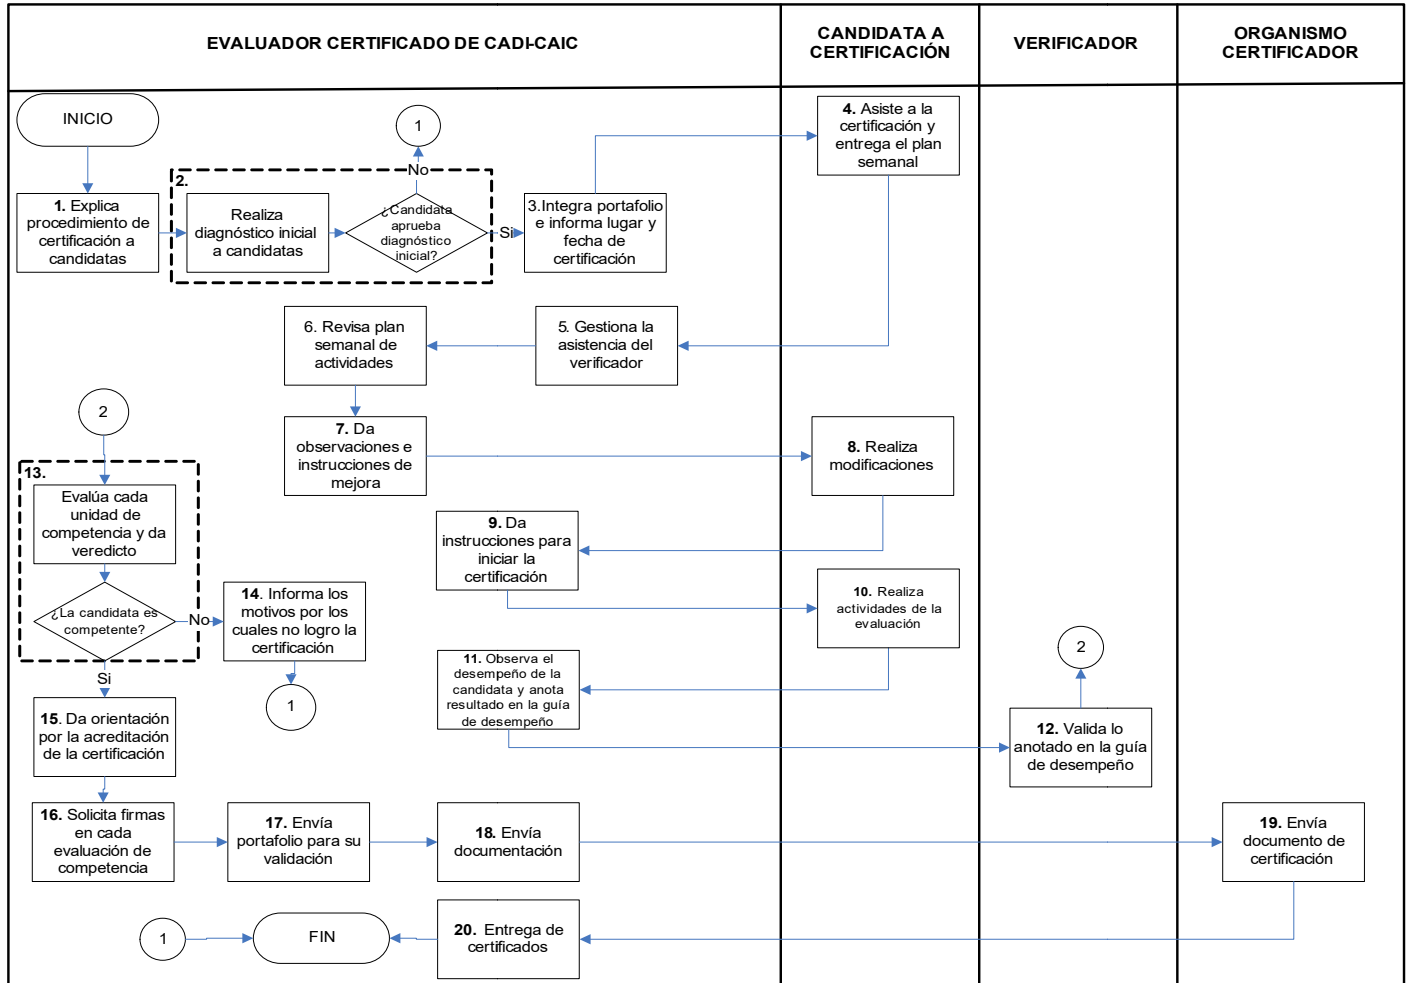 EVALUADOR CERTIFICADO DE CADI-CAIC
CANDIDATA A
CERTIFICACIÓN
VERIFICADOR
ORGANISMO
CERTIFICADOR
INICIO
1
4. Asiste a la
certificación y
entrega el plan
semanal
No
2.
1. Explica
procedimiento de
certificación a
candidatas
Realiza
diagnóstico inicial
a candidatas
¿Candidata
aprueba
diagnóstico
inicial?
Si
3.Integra portafolio
e informa lugar y
fecha de
certificación
6. Revisa plan
semanal de
actividades
5. Gestiona la
asistencia del
verificador
2
7. Da
observaciones e
instrucciones de
mejora
8. Realiza
modificaciones
13.
Evalúa cada
unidad de
competencia y da
veredicto
9. Da
instrucciones para
iniciar la
certificación
¿La candidata es
competente?
No
14. Informa los
motivos por los
cuales no logro la
certificación
10. Realiza
actividades de la
evaluación
2
Si
1
11. Observa el
desempeño de la
candidata y anota
resultado en la guía
de desempeño
15. Da orientación
por la acreditación
de la certificación
12. Valida lo
anotado en la guía
de desempeño
16. Solicita firmas
en cada
evaluación de
competencia
17. Envía
portafolio para su
validación
18. Envía
documentación
19. Envía
documento de
certificación
1
FIN
20. Entrega de
certificados